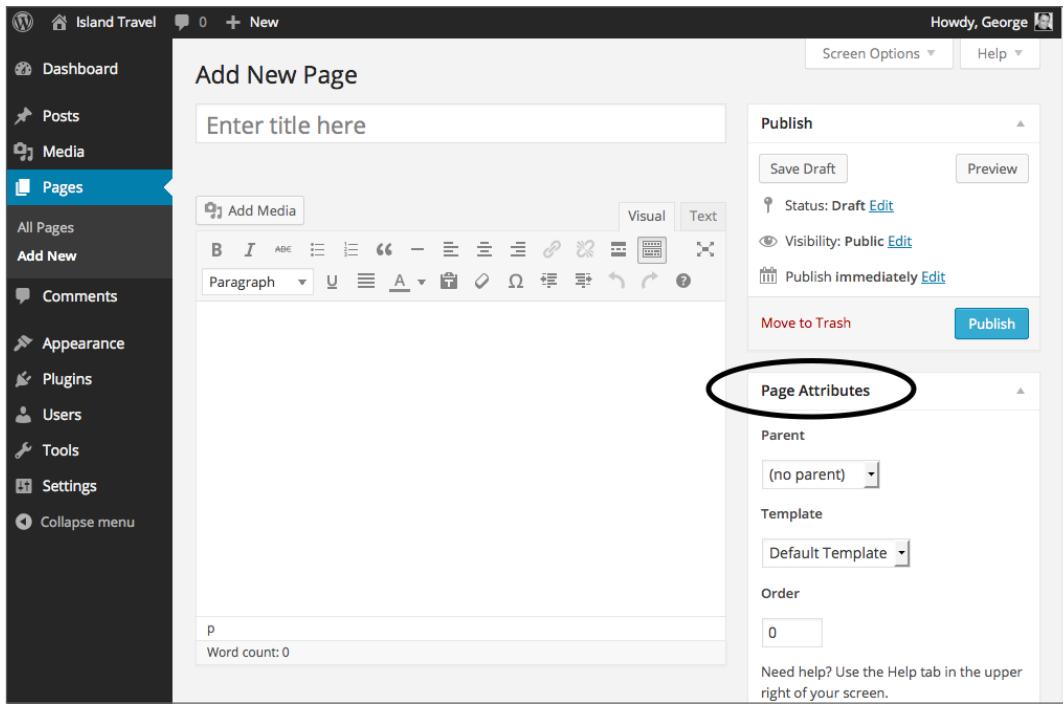 Island Travel 0 + New Howdy, George
Screen Options Help
Dashboard
Posts
Media
Pages
All Pages
Add New
Comments
Appearance
Plugins
Users
Tools
Settings
Collapse menu
Add New Page
Enter title here
Add Media
Visual Text
B I ABC
Paragraph U A Ω ?
p
Word count: 0
Publish
Save Draft Preview
Status: Draft Edit
Visibility: Public Edit
Publish immediately Edit
Move to Trash Publish
Page Attributes
Parent
(no parent)
Template
Default Template
Order
0
Need help? Use the Help tab in the upper
right of your screen.